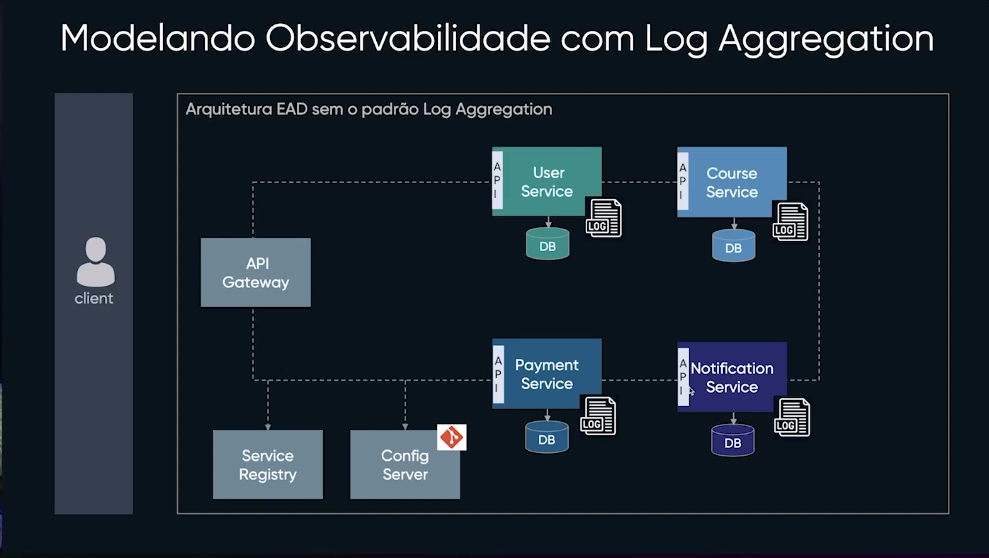 Modelando Observabilidade com Log Aggregation
Arquitetura EAD sem o padrão Log Aggregation
client
API
Gateway
API
User
Service
LOG
DB
API
Course
Service
LOG
DB
API
Payment
Service
LOG
DB
API
Notification
Service
LOG
DB
Service
Registry
Config
Server